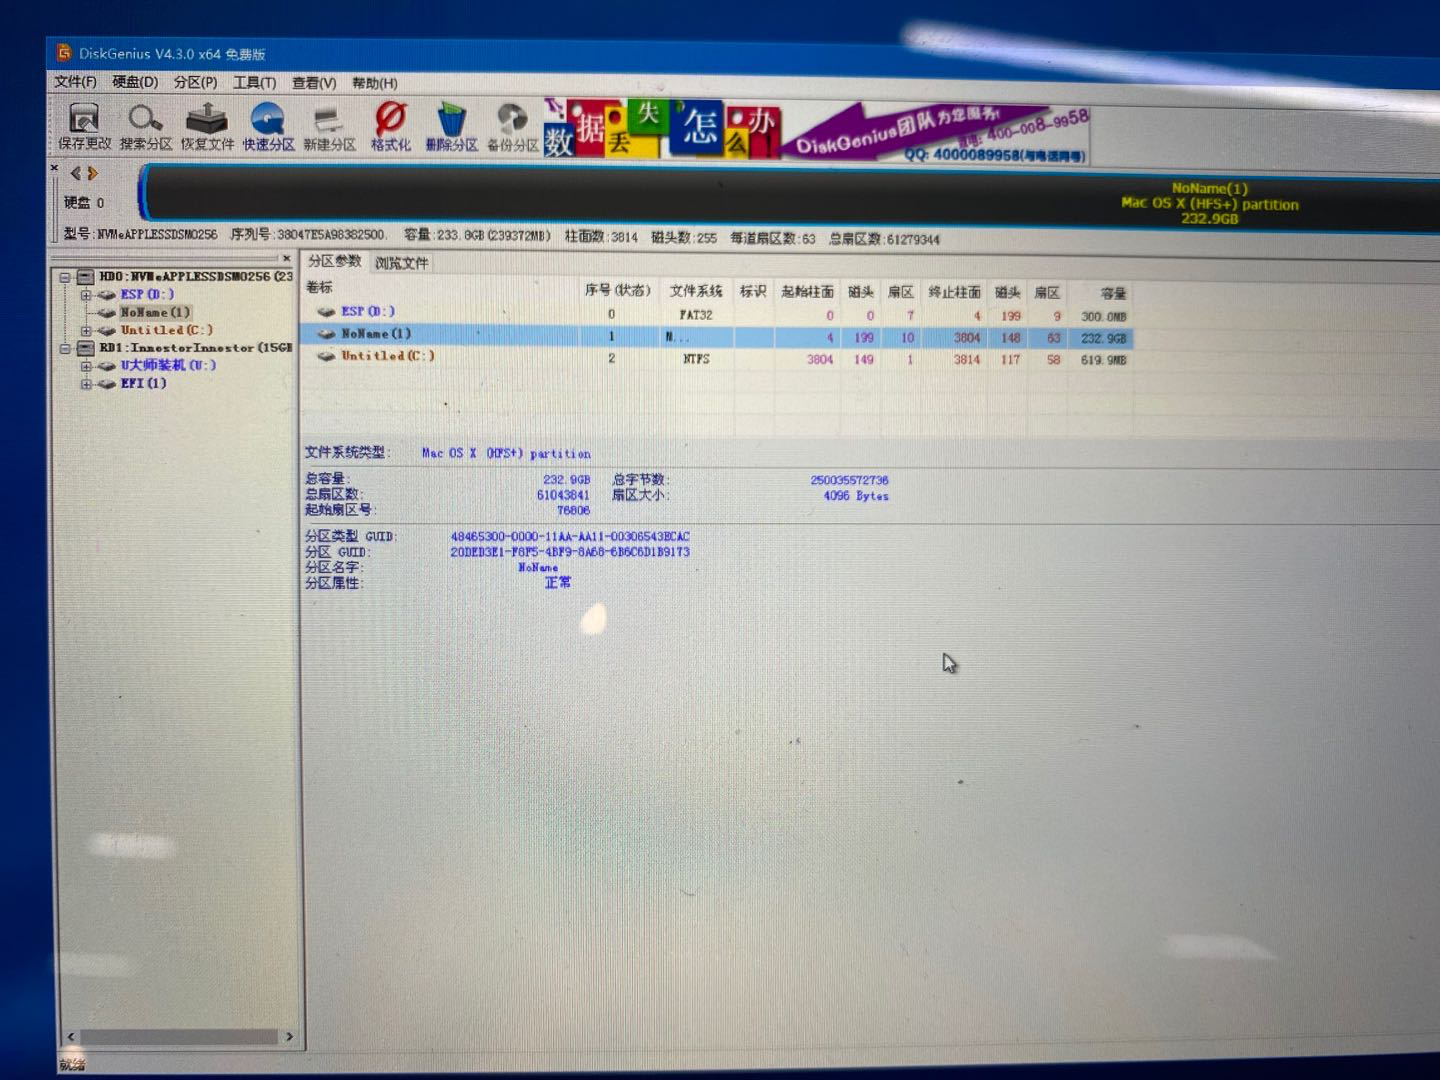 DiskGenius V4.3.0 x64 免费版
文件(F) 硬盘(D) 分区(P) 工具(T) 查看(V) 帮助(H)
保存更改 搜索分区 恢复文件 快速分区 新建分区 格式化 删除分区 备份分区
数据丢失怎么办
DiskGenius团队为您服务!
致电: 400-008-9958
QQ: 4000089958(与电话同号)
硬盘 0
NoName(1)
Mac OS X (HFS+) partition
232.9GB
型号:NVMeAPPLESSDSM0256 序列号:38047E5A98382500. 容量:233.8GB(239372MB) 柱面数:3814 磁头数:255 每道扇区数:63 总扇区数:61279344
HD0:NVMeAPPLESSDSM0256(23
ESP(D:)
NoName(1)
Untitled(C:)
RD1:InnostorInnostor(15GB
U大师装机(U:)
EFI(1)
分区参数 浏览文件
卷标 序号(状态) 文件系统 标识 起始柱面 磁头 扇区 终止柱面 磁头 扇区 容量
ESP(D:) 0 FAT32 0 0 7 4 199 9 300.0MB
NoName(1) 1 M... 4 199 10 3804 148 63 232.9GB
Untitled(C:) 2 NTFS 3804 149 1 3814 117 58 619.9MB
文件系统类型: Mac OS X (HFS+) partition
总容量: 232.9GB 总字节数: 250035572736
总扇区数: 61043841 扇区大小: 4096 Bytes
起始扇区号: 76806
分区类型 GUID: 48465300-0000-11AA-AA11-00306543ECAC
分区 GUID: 20DED3E1-F8F5-4BF9-8A68-6B6C6D1B9173
分区名字: NoName
分区属性: 正常
就绪